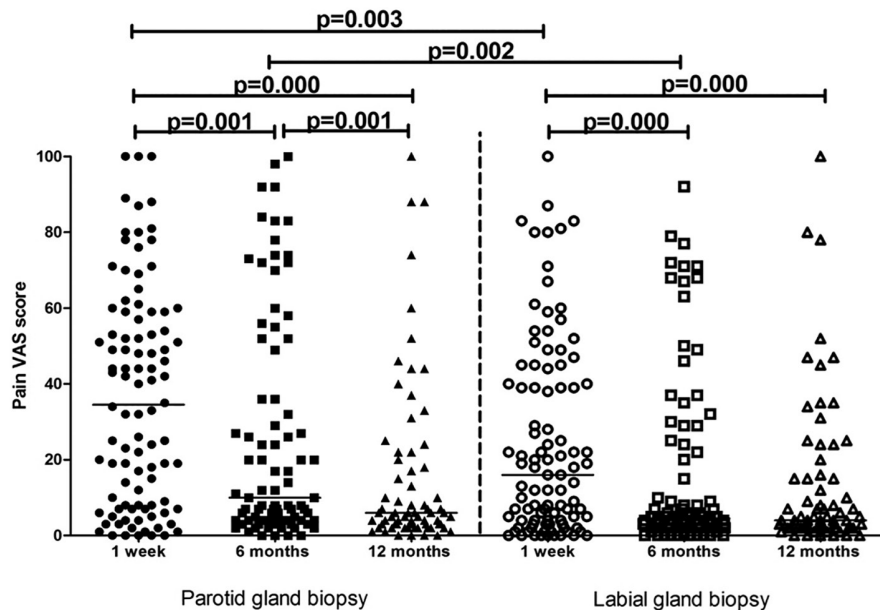 p=0.003
p=0.002
p=0.000
p=0.000
p=0.001
p=0.001
p=0.000
100
80
60
40
20
0
Pain VAS score
1 week
6 months
12 months
1 week
6 months
12 months
Parotid gland biopsy
Labial gland biopsy